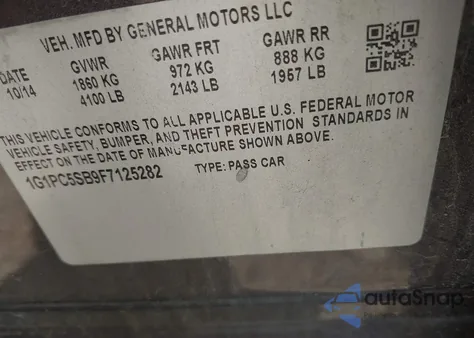 VEH. MFD BY GENERAL MOTORS LLC
DATE GVWR GAWR FRT GAWR RR
10/14 1860 KG 972 KG 888 KG
4100 LB 2143 LB 1957 LB
THIS VEHICLE CONFORMS TO ALL APPLICABLE U.S. FEDERAL MOTOR
VEHICLE SAFETY, BUMPER, AND THEFT PREVENTION STANDARDS IN
EFFECT ON THE DATE OF MANUFACTURE SHOWN ABOVE.
1G1PC5SB9F7125282 TYPE: PASS CAR
autoSnap